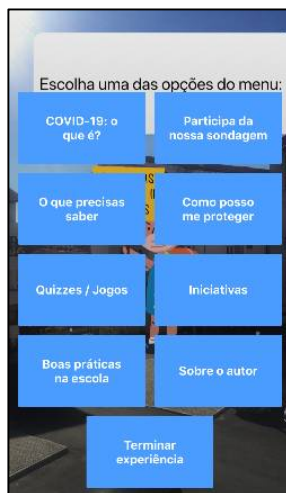 Escolha uma das opções do menu:
COVID-19: o
que é?
Participa da
nossa sondagem
O que precisas
saber
Como posso
me proteger
Quizzes / Jogos
Iniciativas
Boas práticas
na escola
Sobre o autor
Terminar
experiência